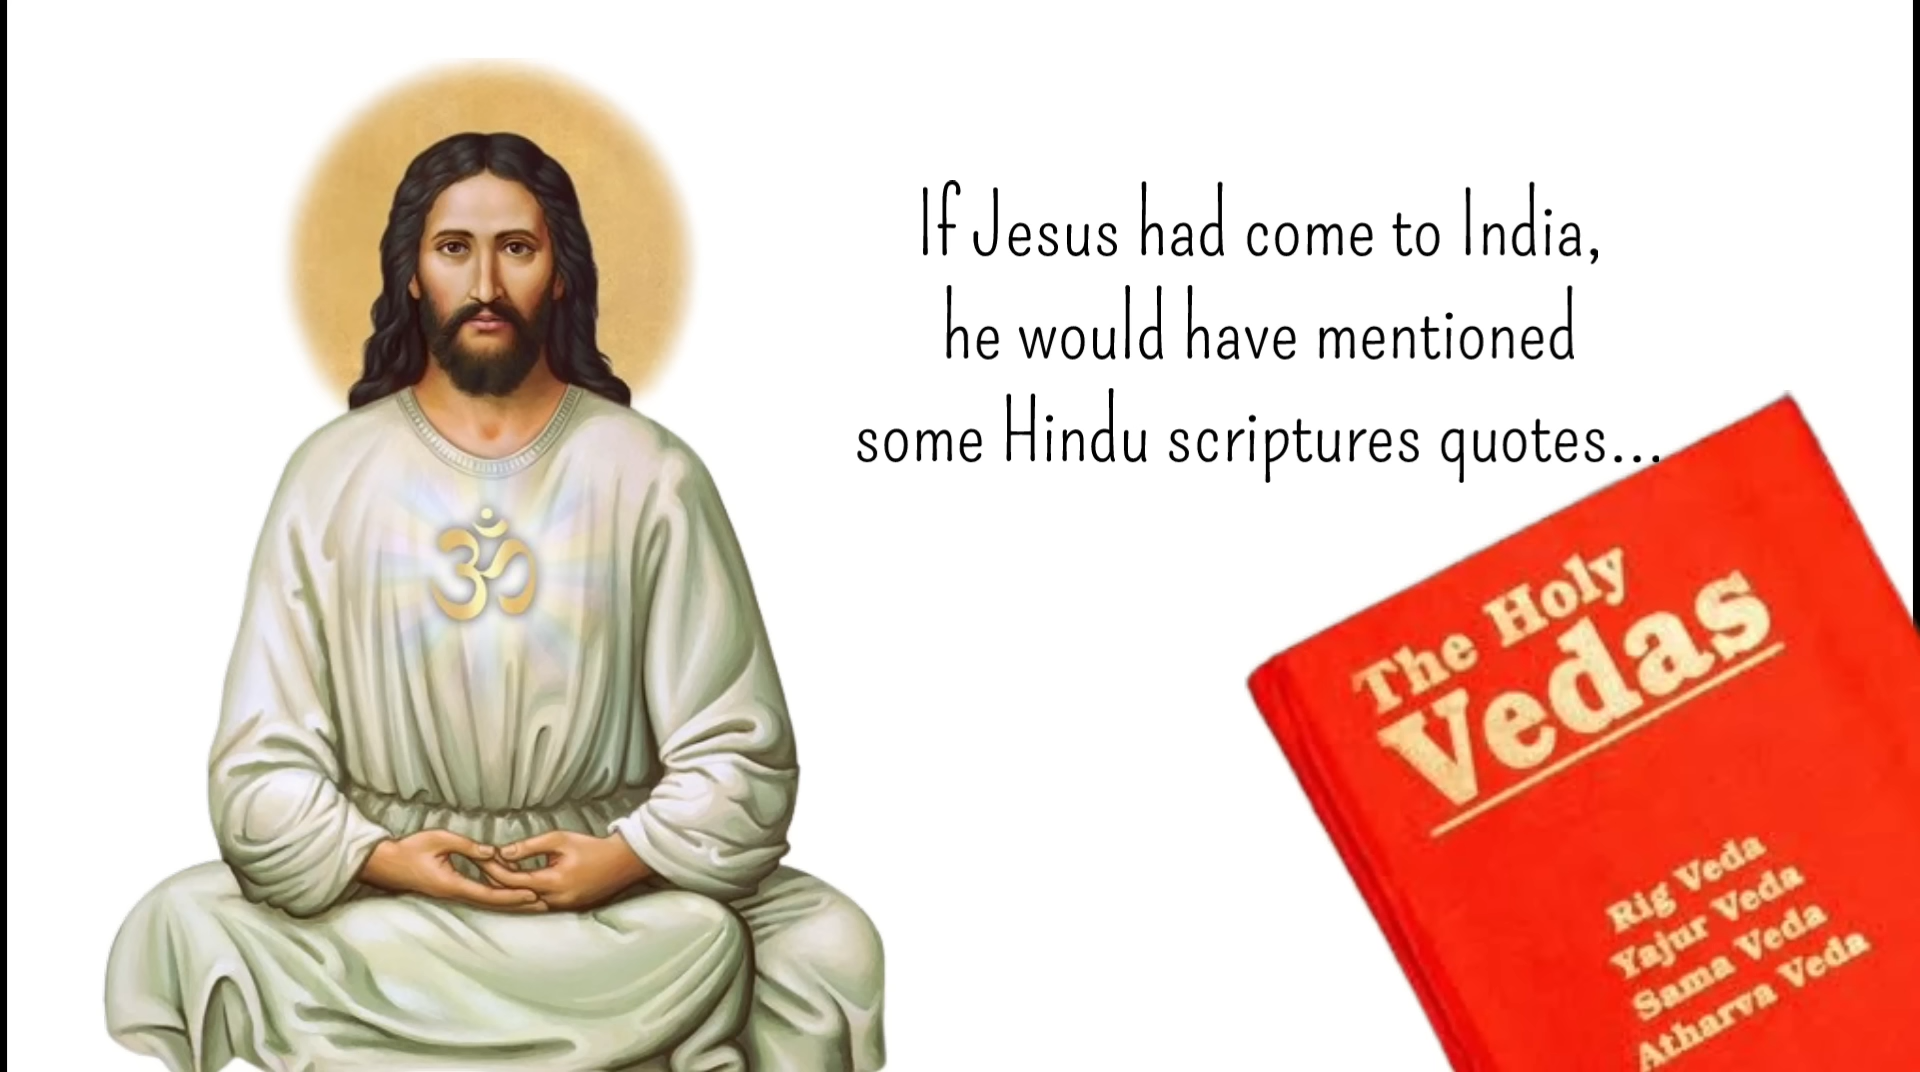 If Jesus had come to India,
he would have mentioned
some Hindu scriptures quotes...
ॐ
The Holy
Vedas
Rig Veda
Yajur Veda
Sama Veda
Atharva Veda